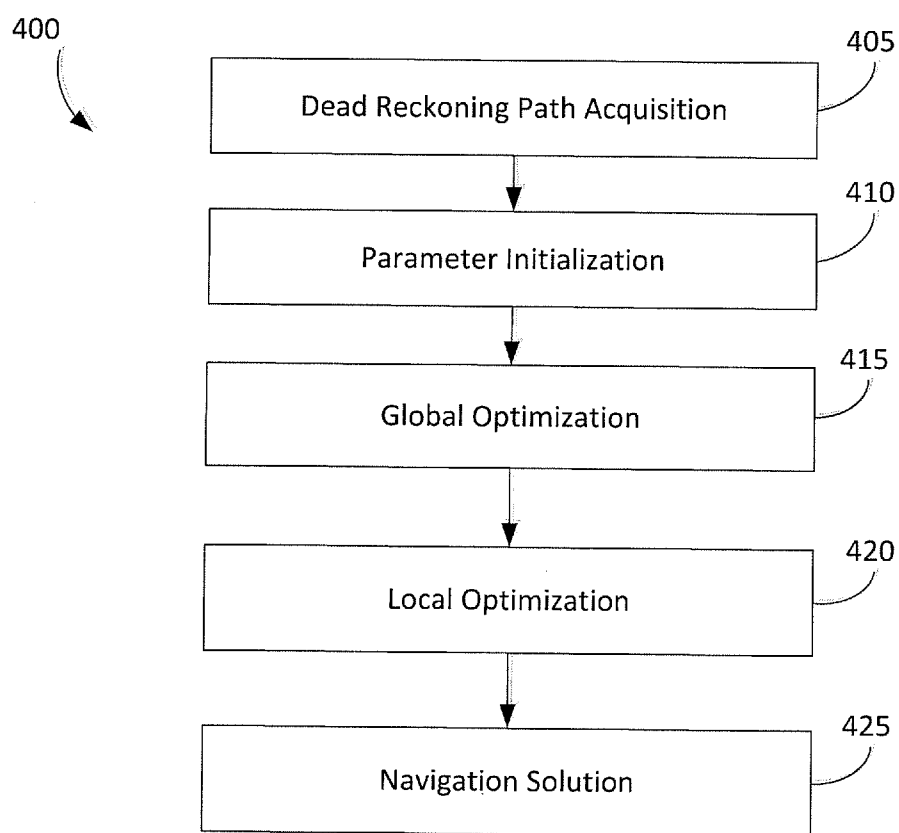 400
405
Dead Reckoning Path Acquisition
410
Parameter Initialization
415
Global Optimization
420
Local Optimization
425
Navigation Solution